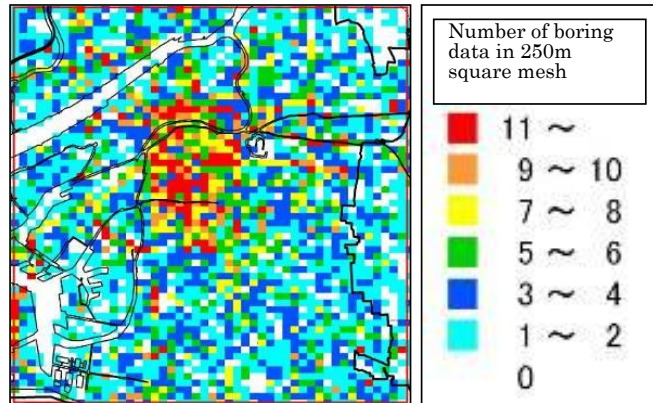 Number of boring
data in 250m
square mesh
11 ～
9 ～ 10
7 ～ 8
5 ～ 6
3 ～ 4
1 ～ 2
0